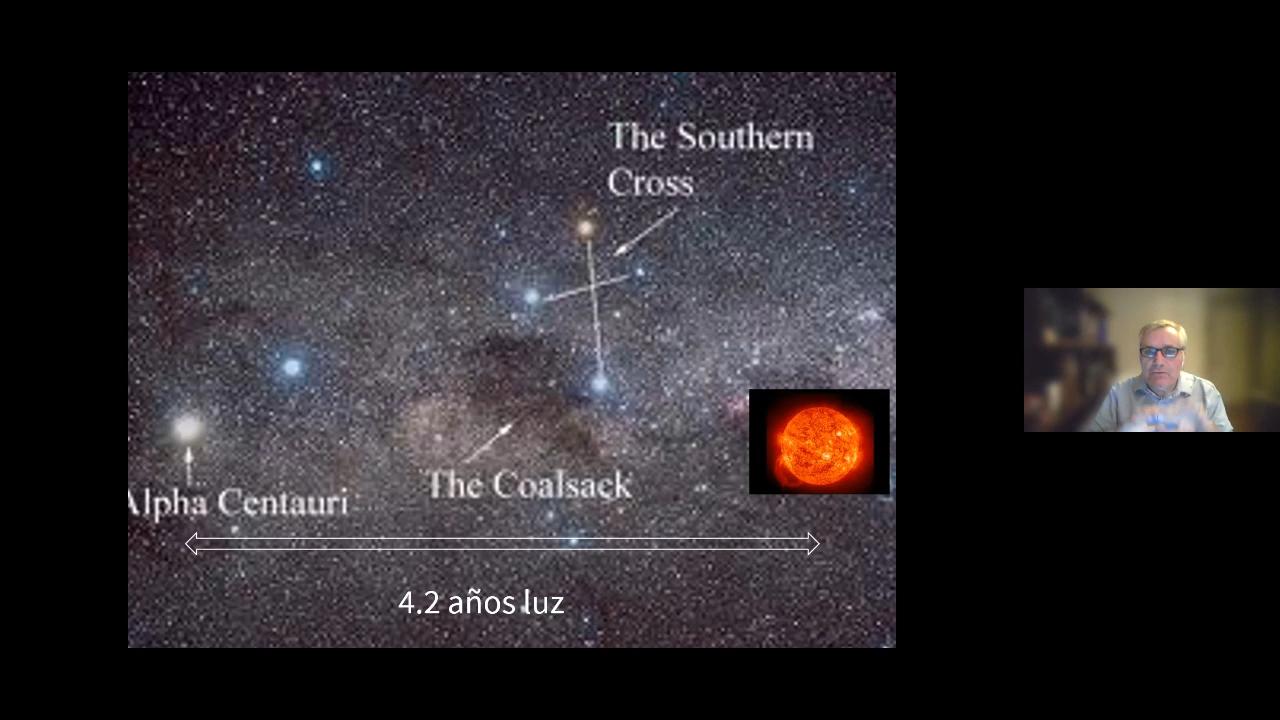 The Southern
Cross
The Coalsack
Alpha Centauri
4.2 años luz